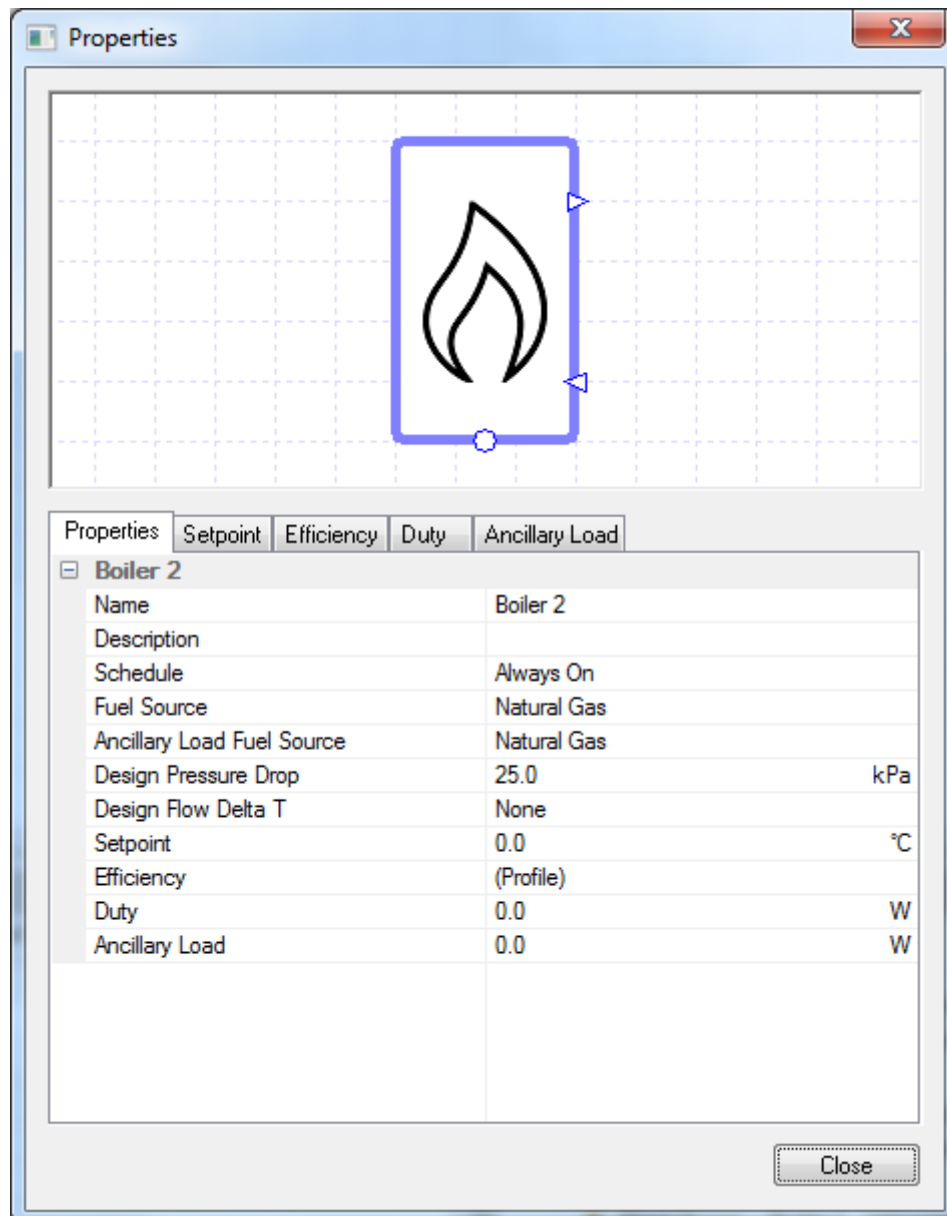 Properties
Properties Setpoint Efficiency Duty Ancillary Load
Boiler 2
Name Boiler 2
Description
Schedule Always On
Fuel Source Natural Gas
Ancillary Load Fuel Source Natural Gas
Design Pressure Drop 25.0 kPa
Design Flow Delta T None
Setpoint 0.0 °C
Efficiency (Profile)
Duty 0.0 W
Ancillary Load 0.0 W
Close